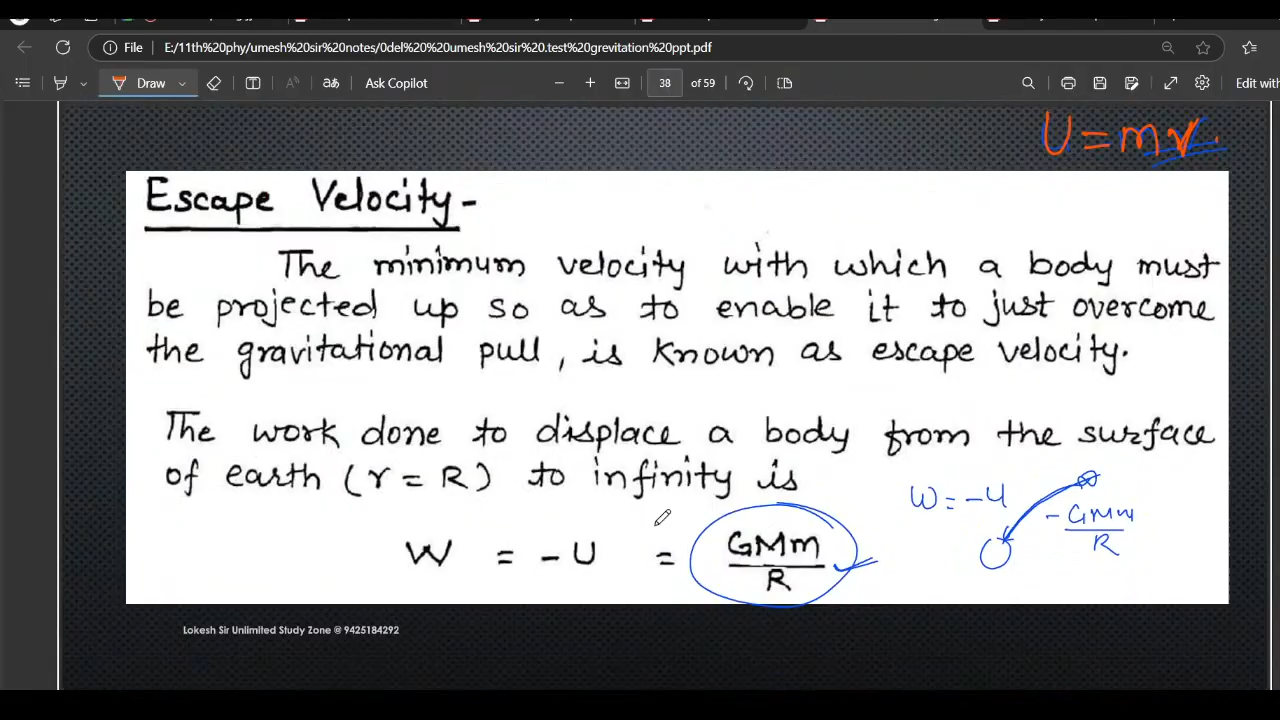 File E:/11th%20phy/umesh%20sir%20notes/0del%20%20umesh%20sir%20.test%20grevitation%20ppt.pdf
Draw Ask Copilot 38 of 59 Edit with
U = mv
Escape Velocity-
The minimum velocity with which a body must
be projected up so as to enable it to just overcome
the gravitational pull, is known as escape velocity.
The work done to displace a body from the surface
of earth (r = R) to infinity is
W = -U
- GMm
R
W = - U = GMm
R
Lokesh Sir Unlimited Study Zone @ 9425184292